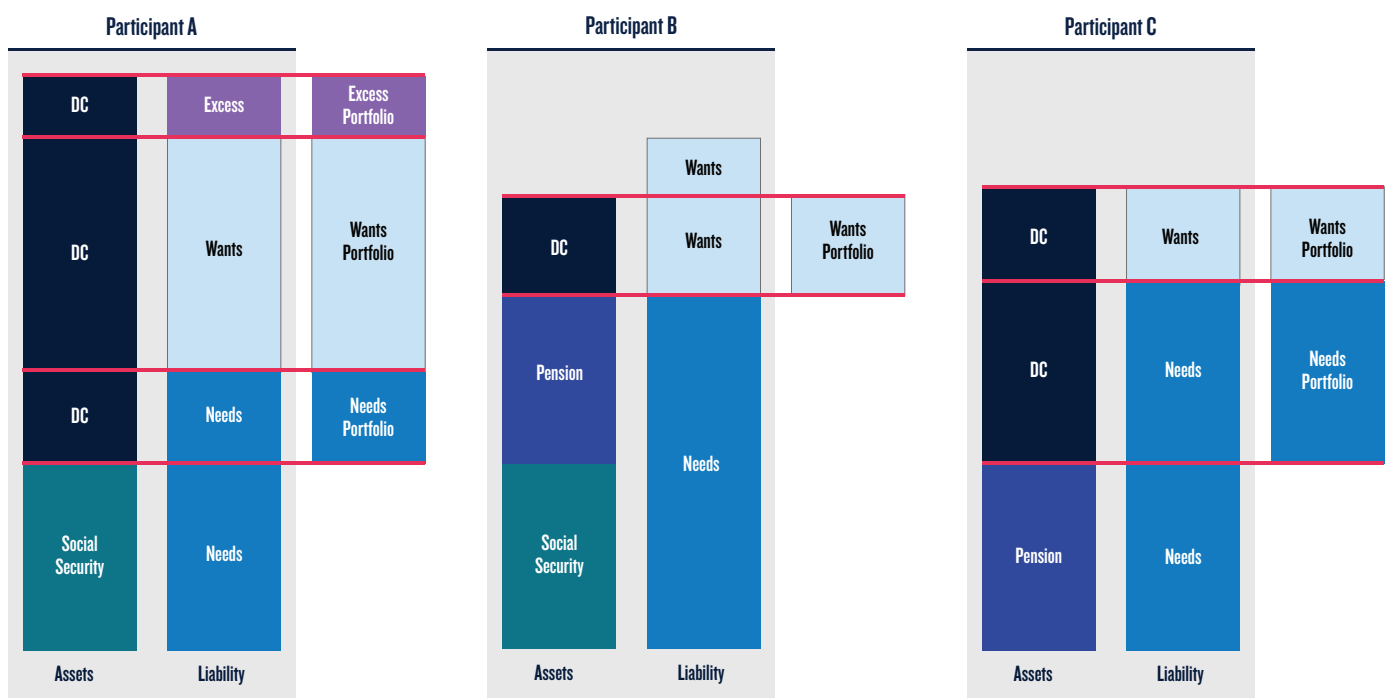 Participant A
DC
Excess
Excess
Portfolio
DC
Wants
Wants
Portfolio
DC
Needs
Needs
Portfolio
Social
Security
Needs
Assets
Liability
Participant B
Wants
DC
Wants
Wants
Portfolio
Pension
Needs
Social
Security
Assets
Liability
Participant C
DC
Wants
Wants
Portfolio
DC
Needs
Needs
Portfolio
Pension
Needs
Assets
Liability